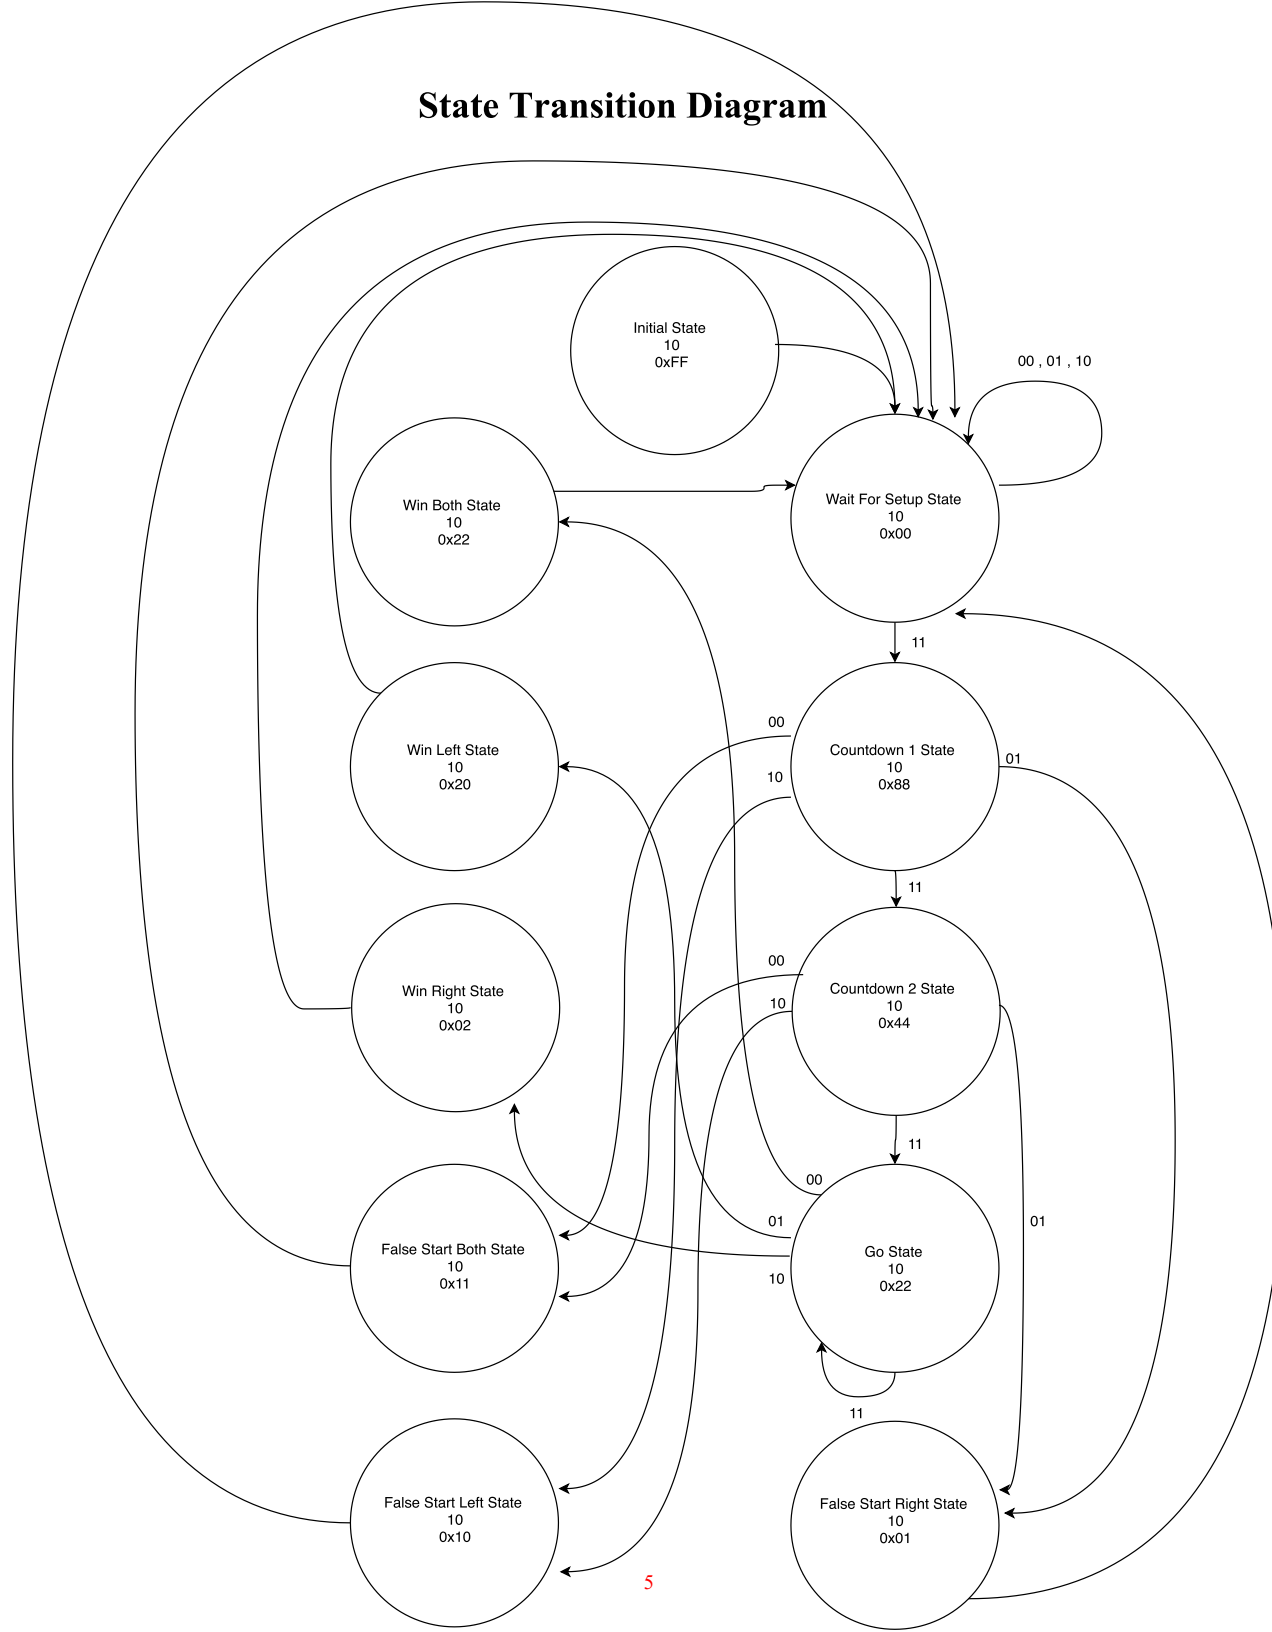 State Transition Diagram
Initial State
10
0xFF
00 , 01 , 10
Win Both State
10
0x22
Wait For Setup State
10
0x00
11
Win Left State
10
0x20
00
10
Countdown 1 State
10
0x88
01
11
Win Right State
10
0x02
00
10
Countdown 2 State
10
0x44
11
00
01
10
01
False Start Both State
10
0x11
Go State
10
0x22
11
False Start Left State
10
0x10
False Start Right State
10
0x01
5